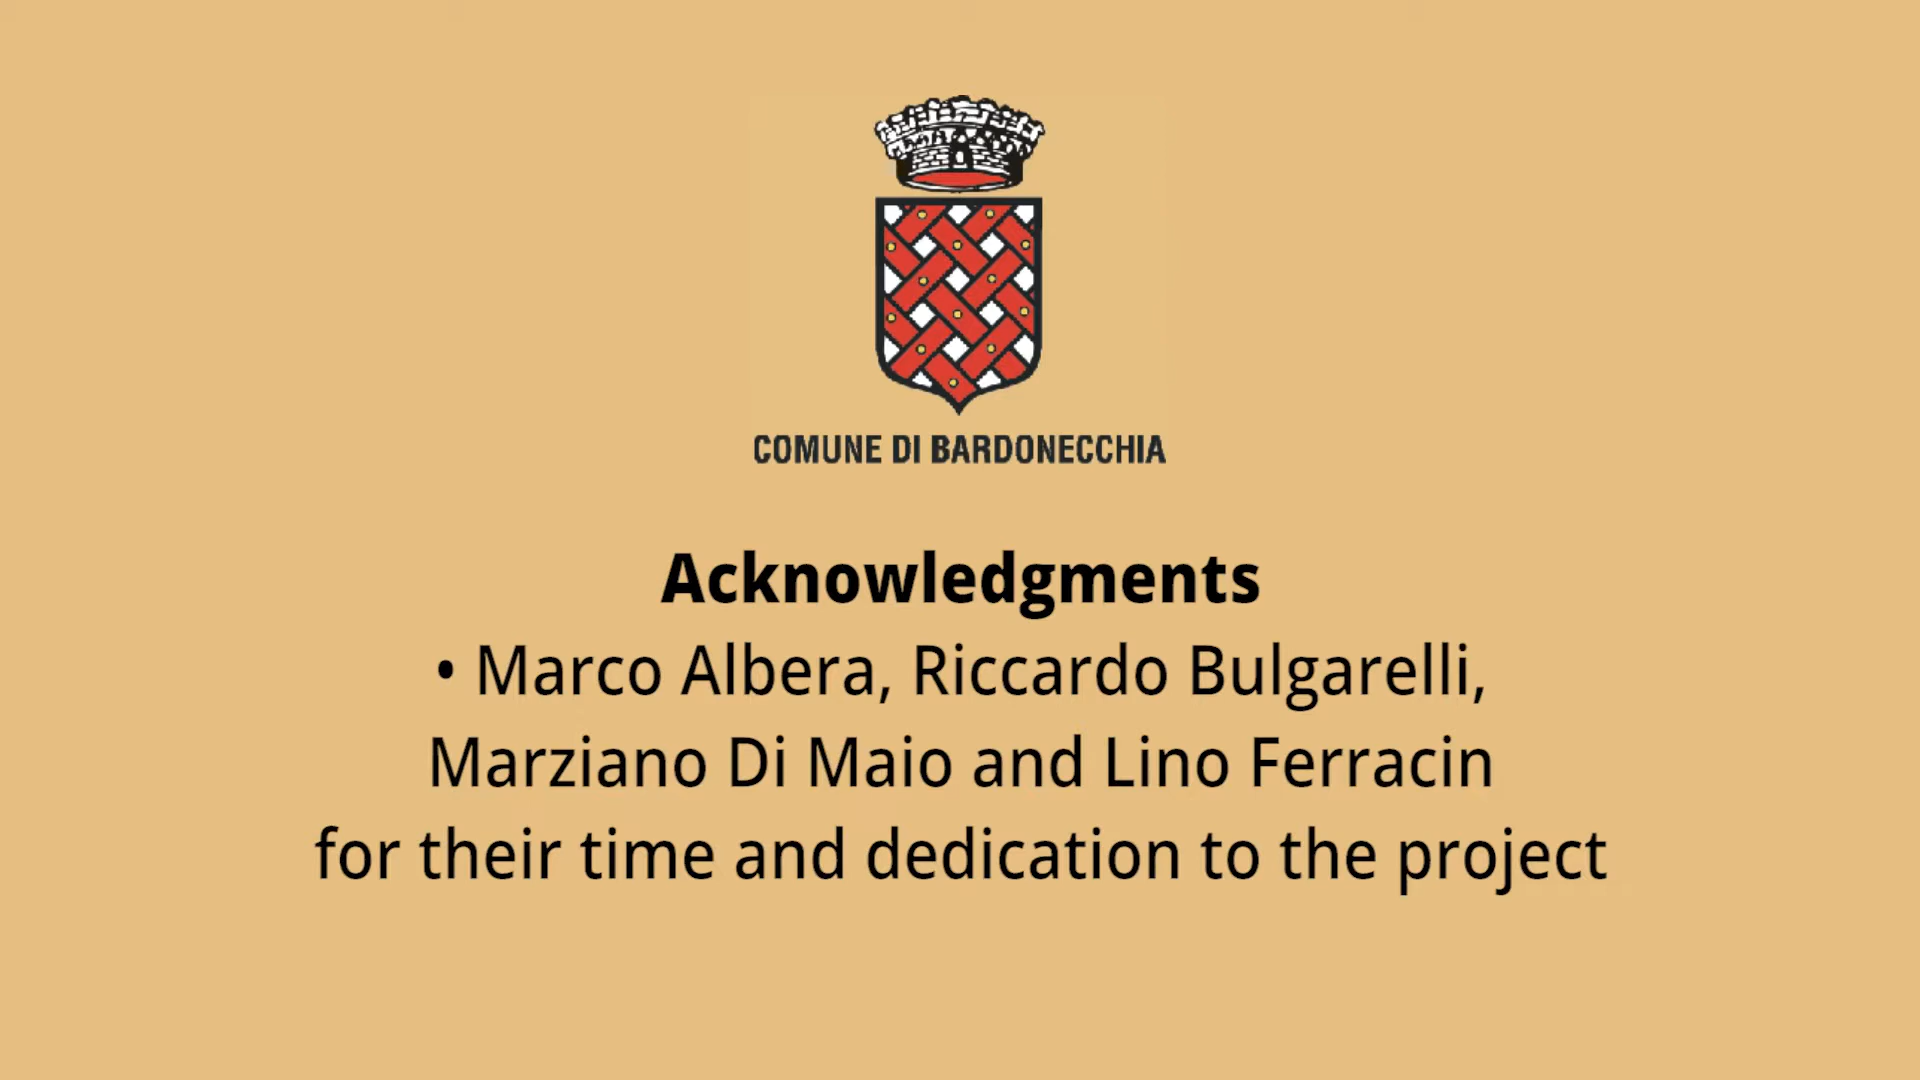 COMUNE DI BARDONECCHIA
Acknowledgments
• Marco Albera, Riccardo Bulgarelli,
Marziano Di Maio and Lino Ferracin
for their time and dedication to the project